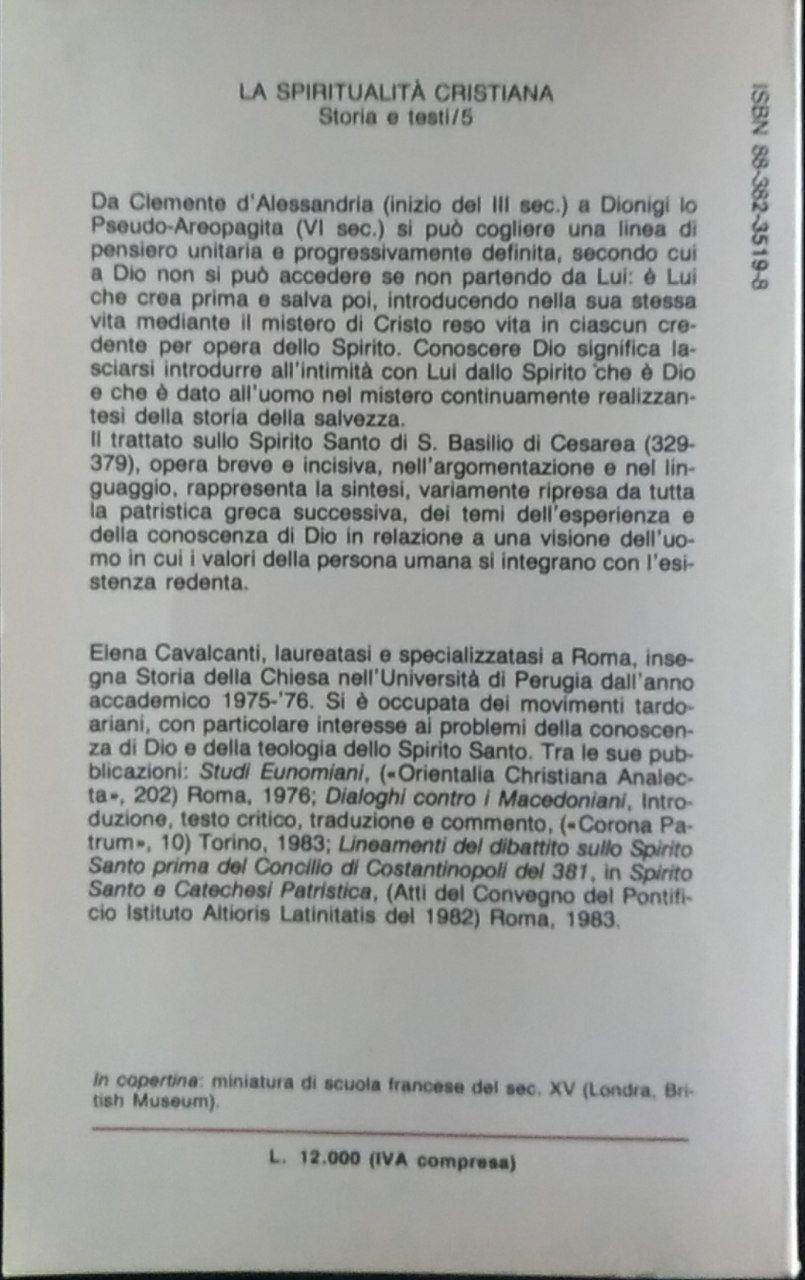 LA SPIRITUALITÀ CRISTIANA
Storia e testi/5
ISBN 88-382-3519-8
Da Clemente d'Alessandria (inizio del III sec.) a Dionigi lo
Pseudo-Areopagita (VI sec.) si può cogliere una linea di
pensiero unitaria e progressivamente definita, secondo cui
a Dio non si può accedere se non partendo da Lui: è Lui
che crea prima e salva poi, introducendo nella sua stessa
vita mediante il mistero di Cristo reso vita in ciascun cre-
dente per opera dello Spirito. Conoscere Dio significa la-
sciarsi introdurre all'intimità con Lui dallo Spirito che è Dio
e che è dato all'uomo nel mistero continuamente realizzan-
tesi della storia della salvezza.
Il trattato sullo Spirito Santo di S. Basilio di Cesarea (329-
379), opera breve e incisiva, nell'argomentazione e nel lin-
guaggio, rappresenta la sintesi, variamente ripresa da tutta
la patristica greca successiva, dei temi dell'esperienza e
della conoscenza di Dio in relazione a una visione dell'uo-
mo in cui i valori della persona umana si integrano con l'esi-
stenza redenta.
Elena Cavalcanti, laureatasi e specializzatasi a Roma, inse-
gna Storia della Chiesa nell'Università di Perugia dall'anno
accademico 1975-'76. Si è occupata dei movimenti tardo-
ariani, con particolare interesse ai problemi della conoscen-
za di Dio e della teologia dello Spirito Santo. Tra le sue pub-
blicazioni: Studi Eunomiani, («Orientalia Christiana Analec-
ta», 202) Roma, 1976; Dialoghi contro i Macedoniani, Intro-
duzione, testo critico, traduzione e commento, («Corona Pa-
trum», 10) Torino, 1983; Lineamenti del dibattito sullo Spirito
Santo prima del Concilio di Costantinopoli del 381, in Spirito
Santo e Catechesi Patristica, (Atti del Convegno del Pontifi-
cio Istituto Altioris Latinitatis del 1982) Roma, 1983.
In copertina: miniatura di scuola francese del sec. XV (Londra, Bri-
tish Museum).
L. 12.000 (IVA compresa)